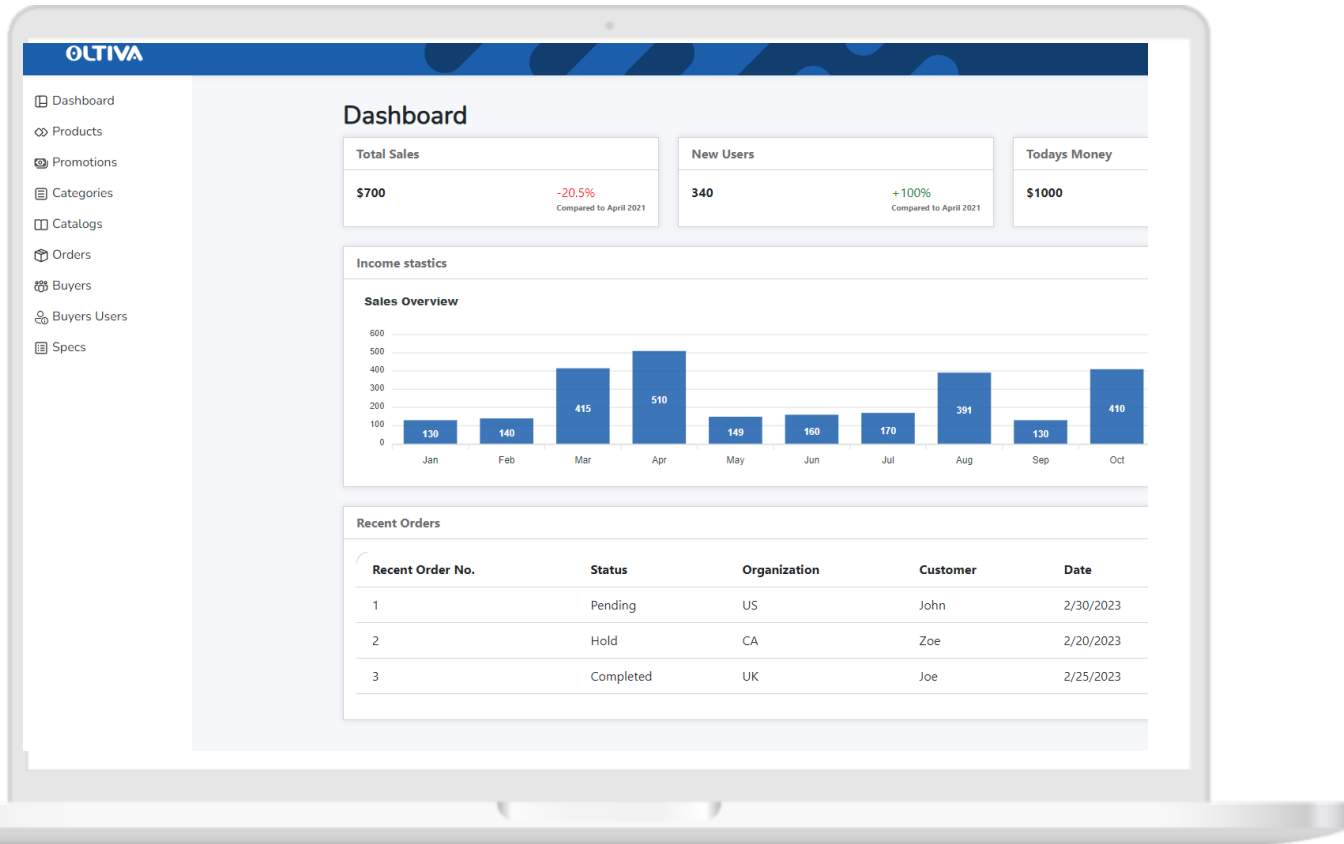 OLTIVA
Dashboard
Products
Promotions
Categories
Catalogs
Orders
Buyers
Buyers Users
Specs
Dashboard
Total Sales
$700 -20.5%
Compared to April 2021
New Users
340 +100%
Compared to April 2021
Todays Money
$1000
Income stastics
Sales Overview
600
500
400
300
200
100
0
130 140 415 510 149 160 170 391 130 410
Jan Feb Mar Apr May Jun Jul Aug Sep Oct
Recent Orders
Recent Order No. Status Organization Customer Date
1 Pending US John 2/30/2023
2 Hold CA Zoe 2/20/2023
3 Completed UK Joe 2/25/2023